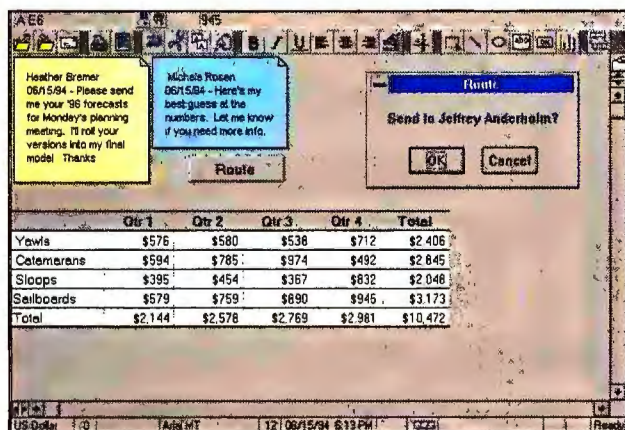 A:E6
945
B I U
Heather Bremer
06/15/94 - Please send
me your '96 forecasts
for Monday's planning
meeting. I'll roll your
versions into my final
model Thanks
Michele Rosen
06/15/94 - Here's my
best guess at the
numbers. Let me know
if you need more info.
Route
Route
Send to Jeffrey Anderholm?
OK Cancel
Qtr 1 Qtr 2 Qtr 3 Qtr 4 Total
Yawls $576 $580 $538 $712 $2,406
Catamarans $594 $785 $974 $492 $2,845
Sloops $395 $454 $367 $832 $2,048
Sailboards $579 $759 $890 $945 $3,173
Total $2,144 $2,578 $2,769 $2,981 $10,472
US Dollar 0 Arial MT 12 06/15/94 6:13 PM Ready